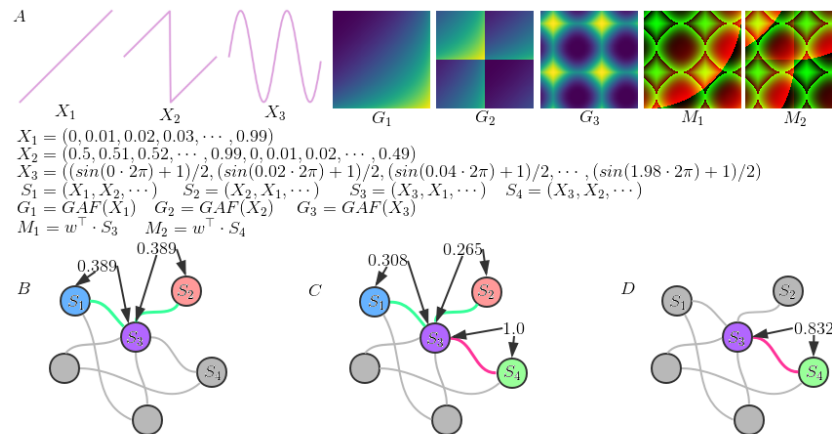 A
X₁ X₂ X₃ G₁ G₂ G₃ M₁ M₂
X₁ = (0, 0.01, 0.02, 0.03, ⋯ , 0.99)
X₂ = (0.5, 0.51, 0.52, ⋯ , 0.99, 0, 0.01, 0.02, ⋯ , 0.49)
X₃ = ((sin(0 · 2π) + 1)/2, (sin(0.02 · 2π) + 1)/2, (sin(0.04 · 2π) + 1)/2, ⋯ , (sin(1.98 · 2π) + 1)/2)
S₁ = (X₁, X₂, ⋯) S₂ = (X₂, X₁, ⋯) S₃ = (X₃, X₁, ⋯) S₄ = (X₃, X₂, ⋯)
G₁ = GAF(X₁) G₂ = GAF(X₂) G₃ = GAF(X₃)
M₁ = w⊤ · S₃ M₂ = w⊤ · S₄
B
0.389
0.389
S₁
S₂
S₃
S₄
C
0.308
0.265
S₁
S₂
S₃
1.0
S₄
D
S₁
S₂
S₃
0.832
S₄